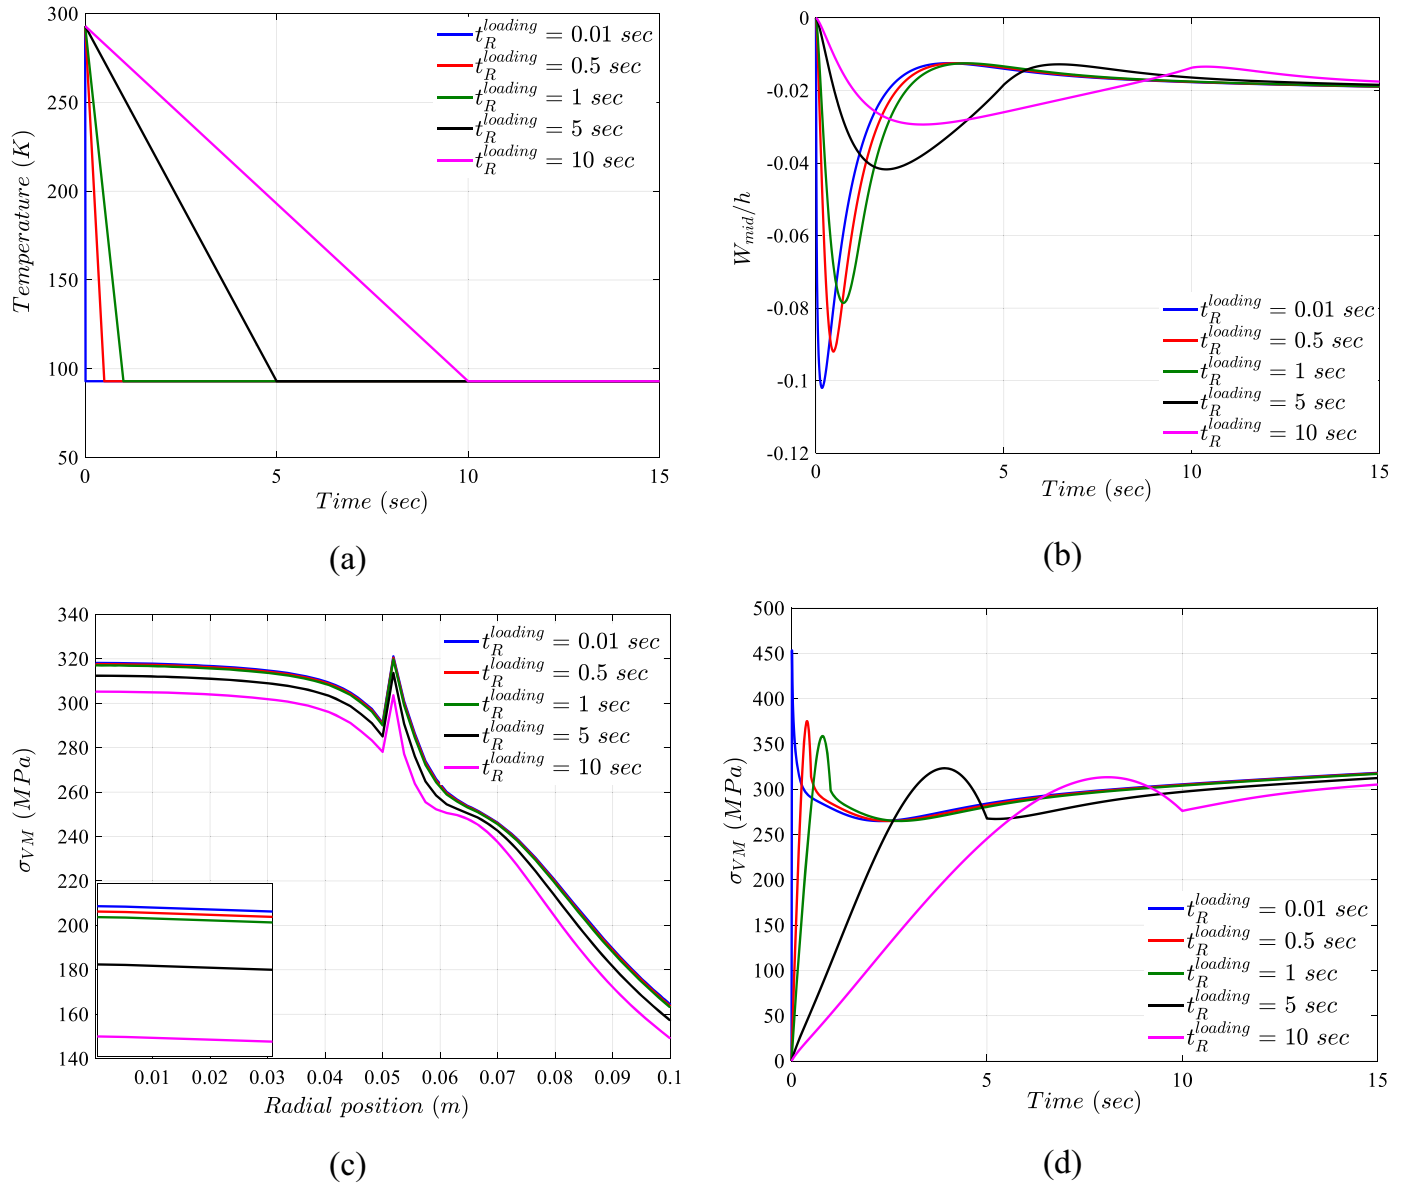 300
250
200
150
100
50
0
5
10
15
Temperature (K)
Time (sec)
t_R^{loading} = 0.01 sec
t_R^{loading} = 0.5 sec
t_R^{loading} = 1 sec
t_R^{loading} = 5 sec
t_R^{loading} = 10 sec
(a)
0
-0.02
-0.04
-0.06
-0.08
-0.1
-0.12
0
5
10
15
W_{mid}/h
Time (sec)
t_R^{loading} = 0.01 sec
t_R^{loading} = 0.5 sec
t_R^{loading} = 1 sec
t_R^{loading} = 5 sec
t_R^{loading} = 10 sec
(b)
340
320
300
280
260
240
220
200
180
160
140
0.01
0.02
0.03
0.04
0.05
0.06
0.07
0.08
0.09
0.1
σ_{VM} (MPa)
Radial position (m)
t_R^{loading} = 0.01 sec
t_R^{loading} = 0.5 sec
t_R^{loading} = 1 sec
t_R^{loading} = 5 sec
t_R^{loading} = 10 sec
(c)
500
450
400
350
300
250
200
150
100
50
0
0
5
10
15
σ_{VM} (MPa)
Time (sec)
t_R^{loading} = 0.01 sec
t_R^{loading} = 0.5 sec
t_R^{loading} = 1 sec
t_R^{loading} = 5 sec
t_R^{loading} = 10 sec
(d)